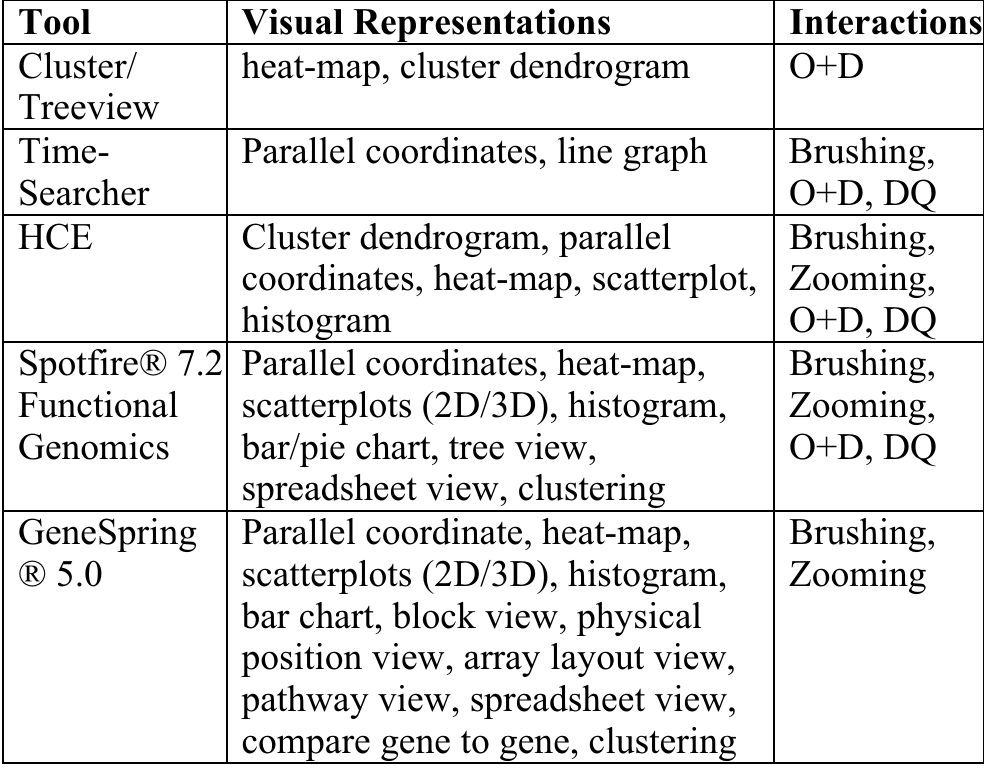 Tool Visual Representations Interactions
Cluster/ heat-map, cluster dendrogram O+D
Treeview
Time- Parallel coordinates, line graph Brushing,
Searcher O+D, DQ
HCE Cluster dendrogram, parallel Brushing,
coordinates, heat-map, scatterplot, Zooming,
histogram O+D, DQ
Spotfire® 7.2 Parallel coordinates, heat-map, Brushing,
Functional scatterplots (2D/3D), histogram, Zooming,
Genomics bar/pie chart, tree view, O+D, DQ
spreadsheet view, clustering
GeneSpring Parallel coordinate, heat-map, Brushing,
® 5.0 scatterplots (2D/3D), histogram, Zooming
bar chart, block view, physical
position view, array layout view,
pathway view, spreadsheet view,
compare gene to gene, clustering